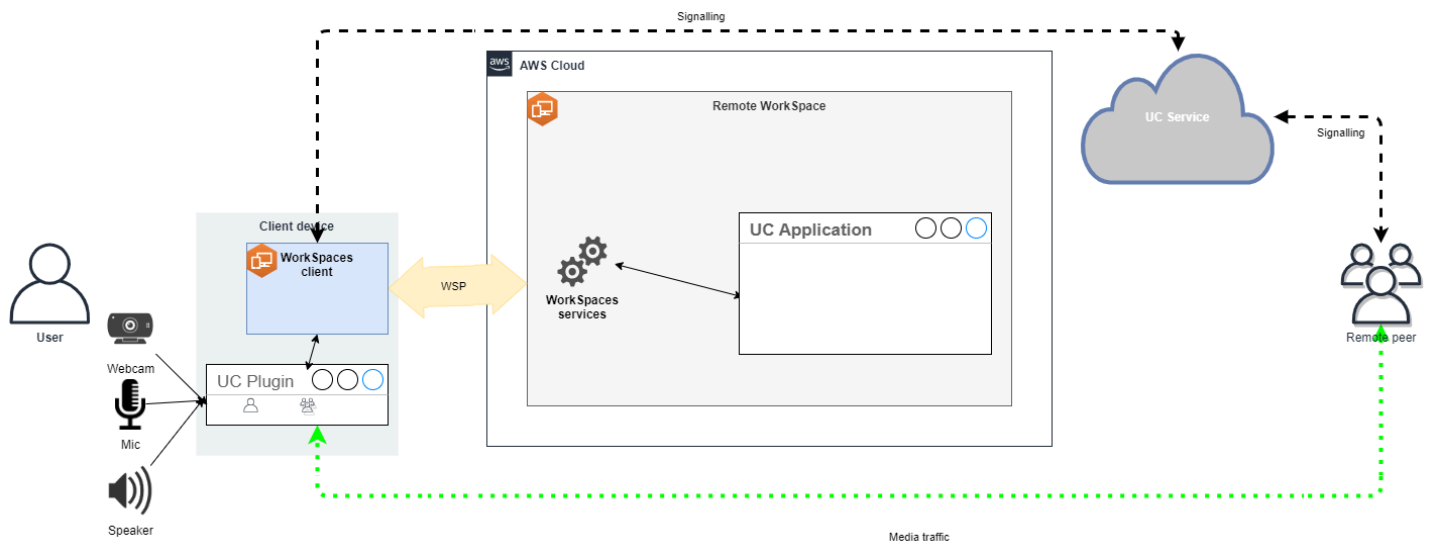 Signalling
aws
AWS Cloud
Remote WorkSpace
UC Service
Signalling
Client device
WorkSpaces
client
WSP
UC Application
WorkSpaces
services
User
Webcam
UC Plugin
Mic
Speaker
Remote peer
Media traffic